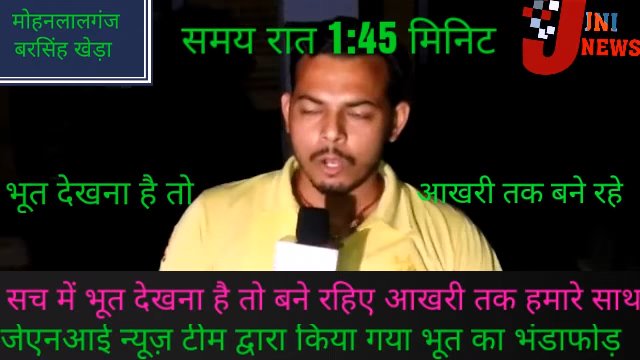 मोहनलालगंज
बरसिंह खेड़ा
समय रात 1:45 मिनिट
JNI
NEWS
भूत देखना है तो
आखरी तक बने रहे
सच में भूत देखना है तो बने रहिए आखरी तक हमारे साथ
जेएनआई न्यूज़ टीम द्वारा किया गया भूत का भंडाफोड़